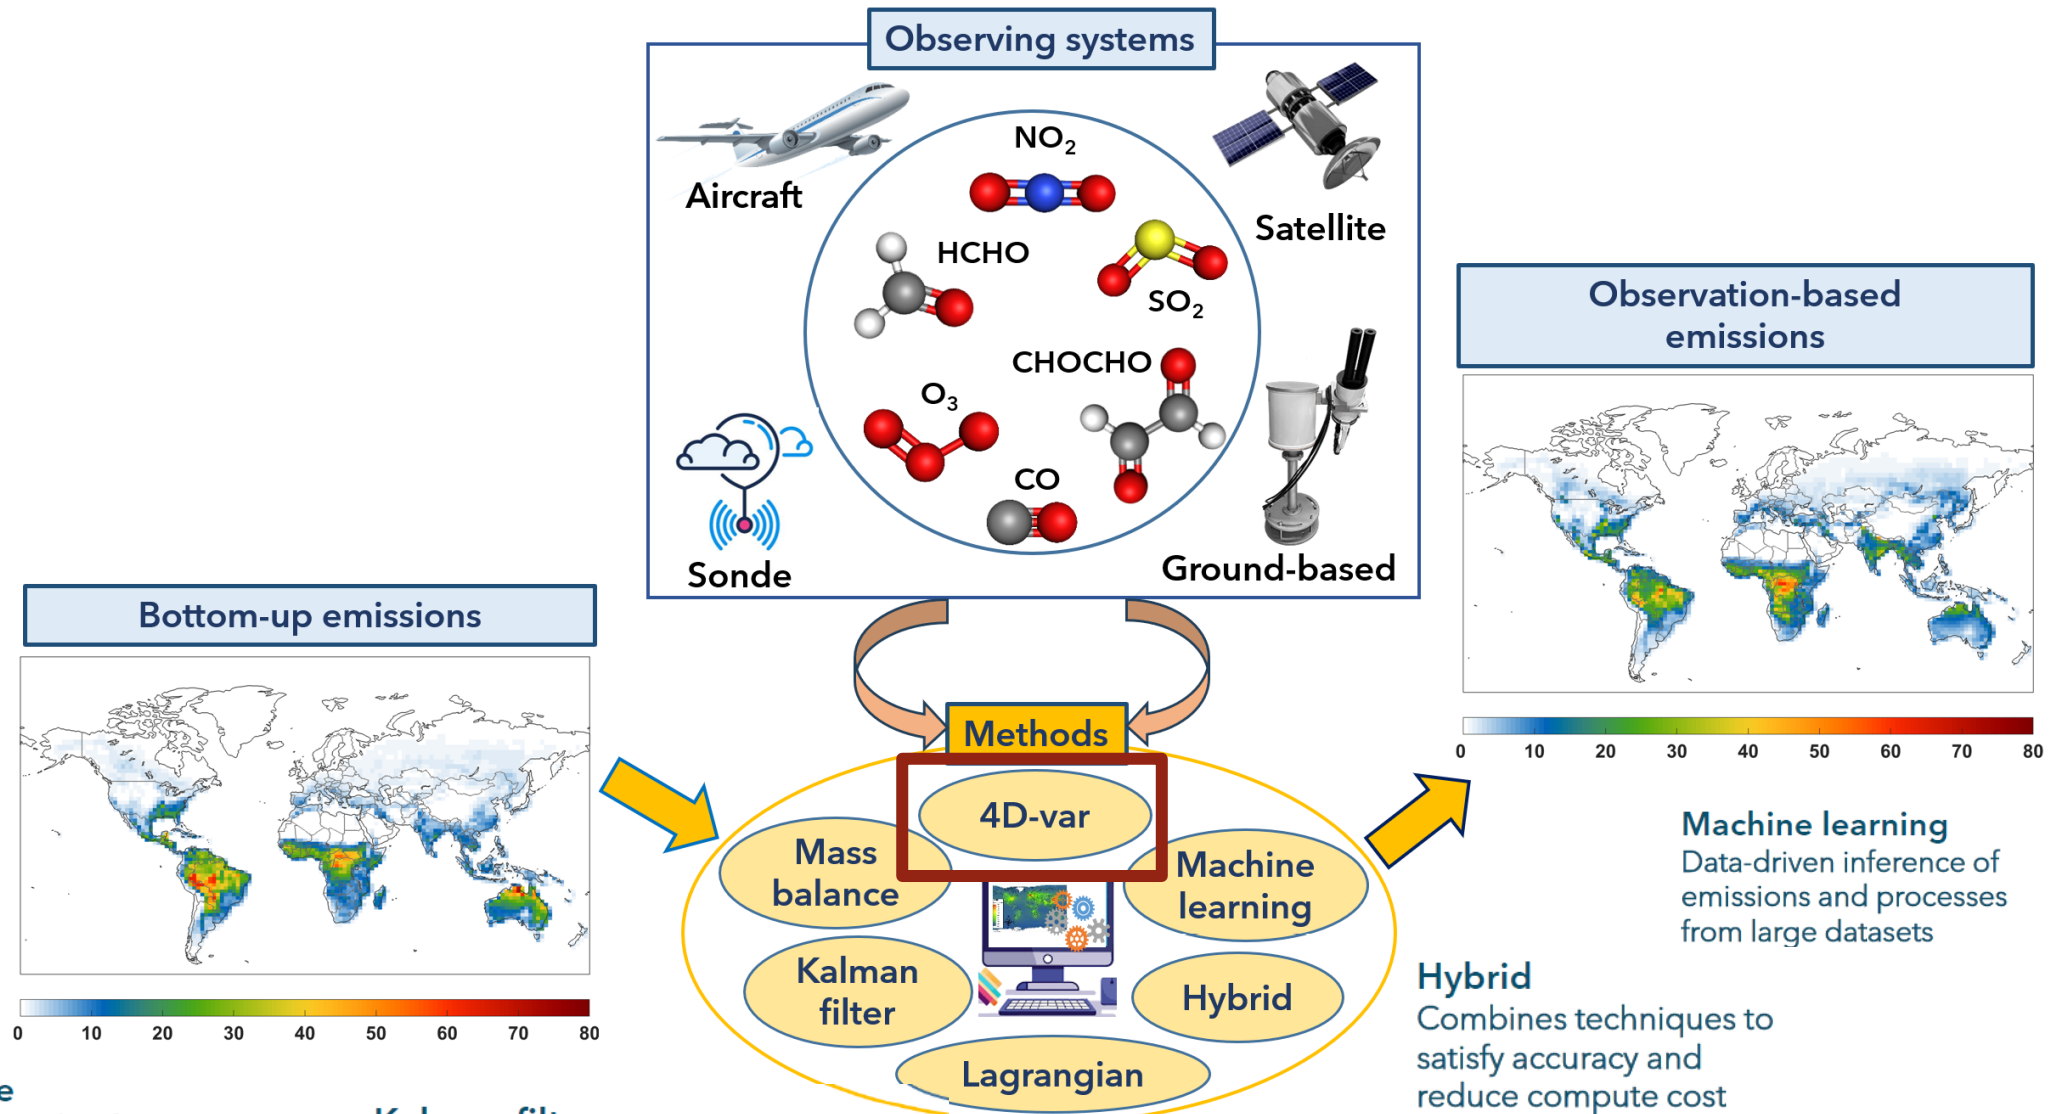 Observing systems
Aircraft
NO2
Satellite
HCHO
SO2
CHOCHO
O3
CO
Sonde
Ground-based
Observation-based
emissions
0 10 20 30 40 50 60 70 80
Bottom-up emissions
0 10 20 30 40 50 60 70 80
Methods
4D-var
Mass
balance
Machine
learning
Kalman
filter
Hybrid
Lagrangian
Machine learning
Data-driven inference of
emissions and processes
from large datasets
Hybrid
Combines techniques to
satisfy accuracy and
reduce compute cost